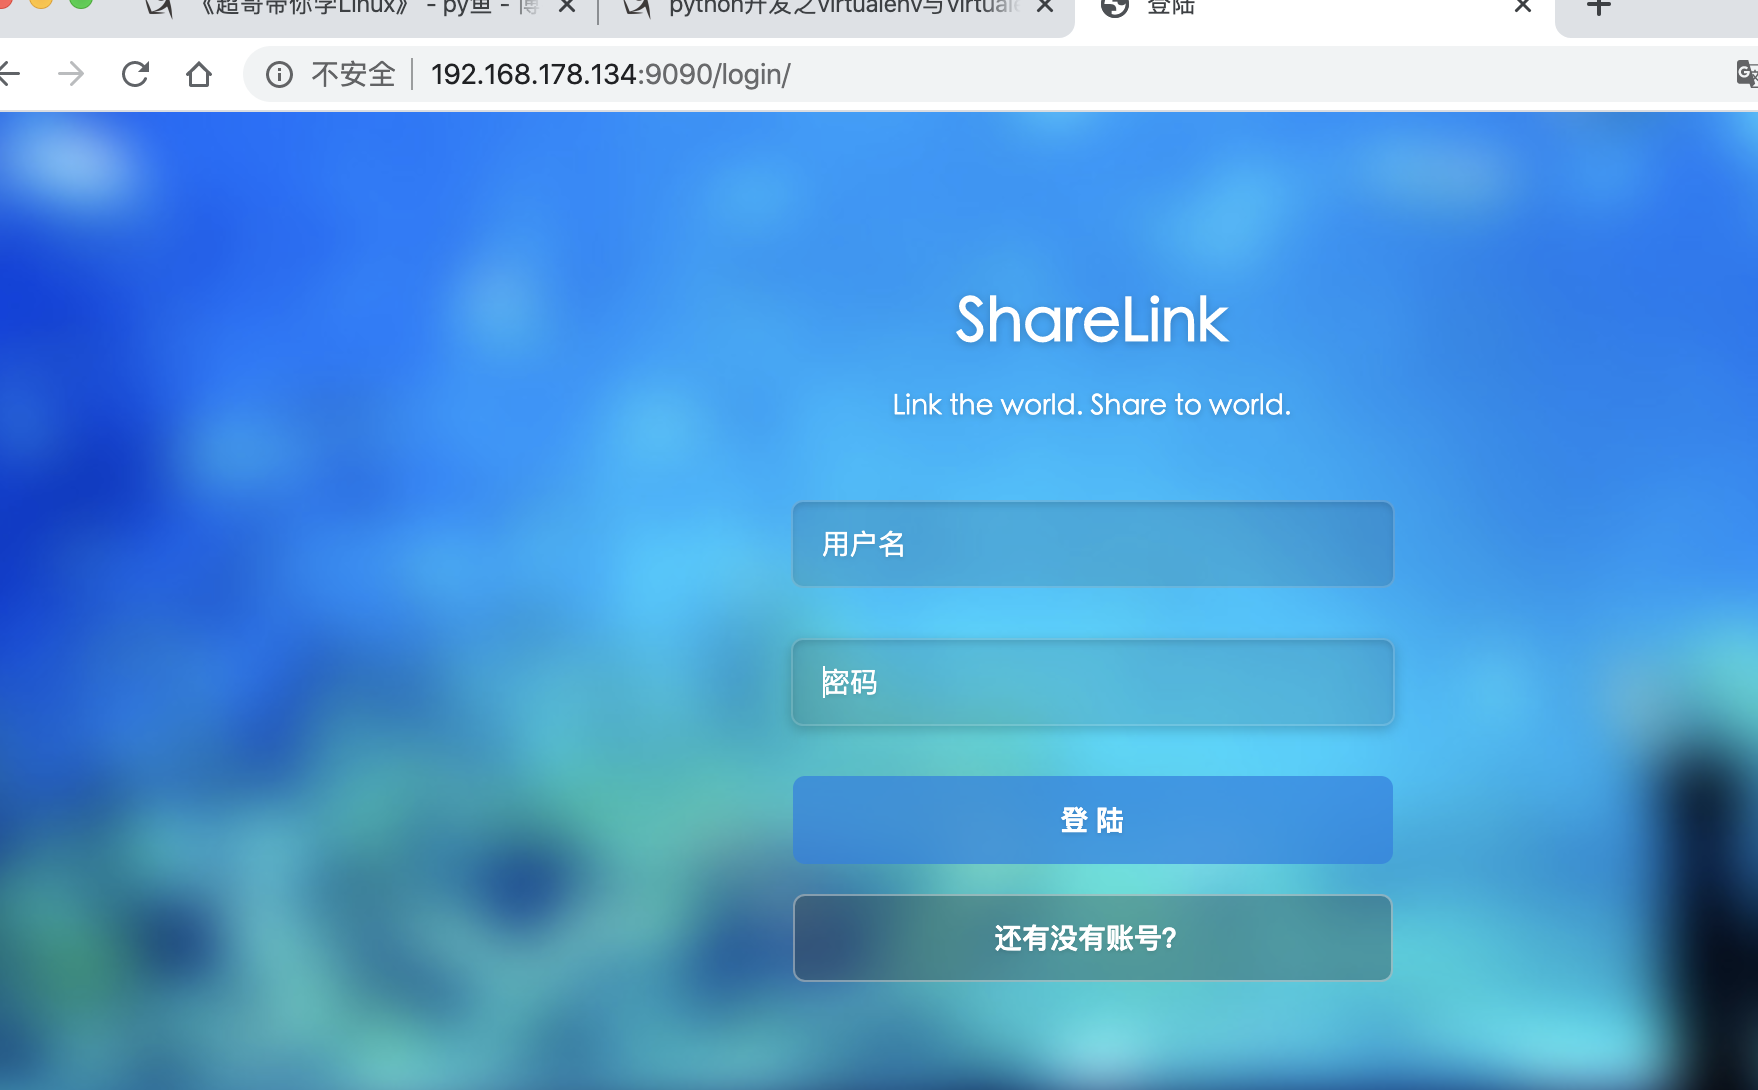 《超哥带你学Linux》 - py鱼 - 博
python开发之virtualenv与virtuale
登陆
不安全
192.168.178.134:9090/login/
ShareLink
Link the world. Share to world.
用户名
密码
登 陆
还有没有账号?